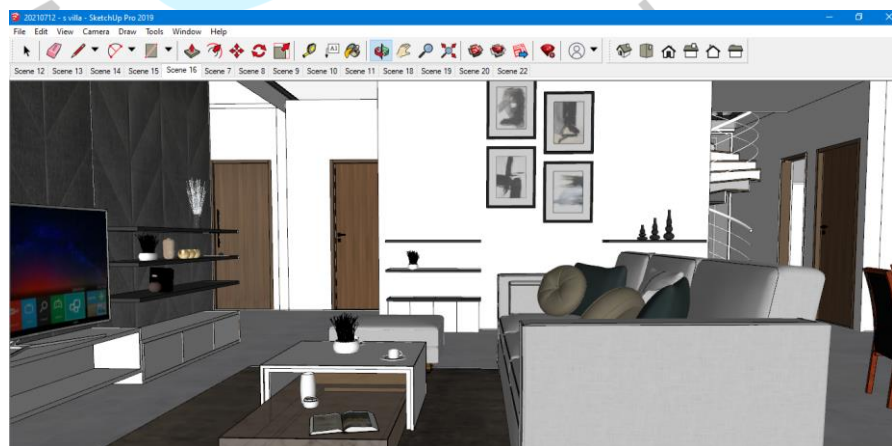 20210712 - s villa - SketchUp Pro 2019
File Edit View Camera Draw Tools Window Help
Scene 12 Scene 13 Scene 14 Scene 15 Scene 16 Scene 7 Scene 8 Scene 9 Scene 10 Scene 11 Scene 18 Scene 19 Scene 20 Scene 22